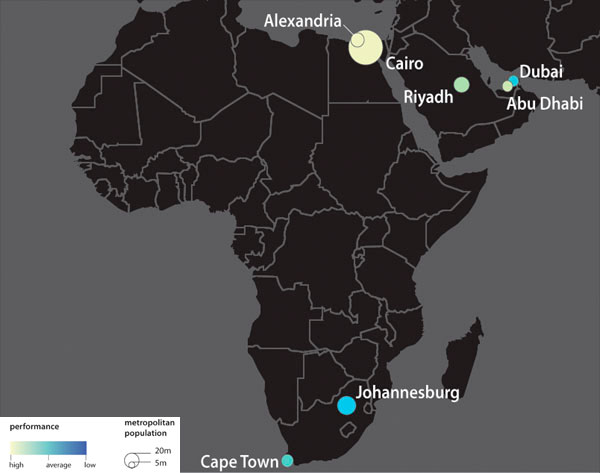 Alexandria
Cairo
Dubai
Riyadh
Abu Dhabi
Johannesburg
Cape Town
performance
high average low
metropolitan
population
20m
5m